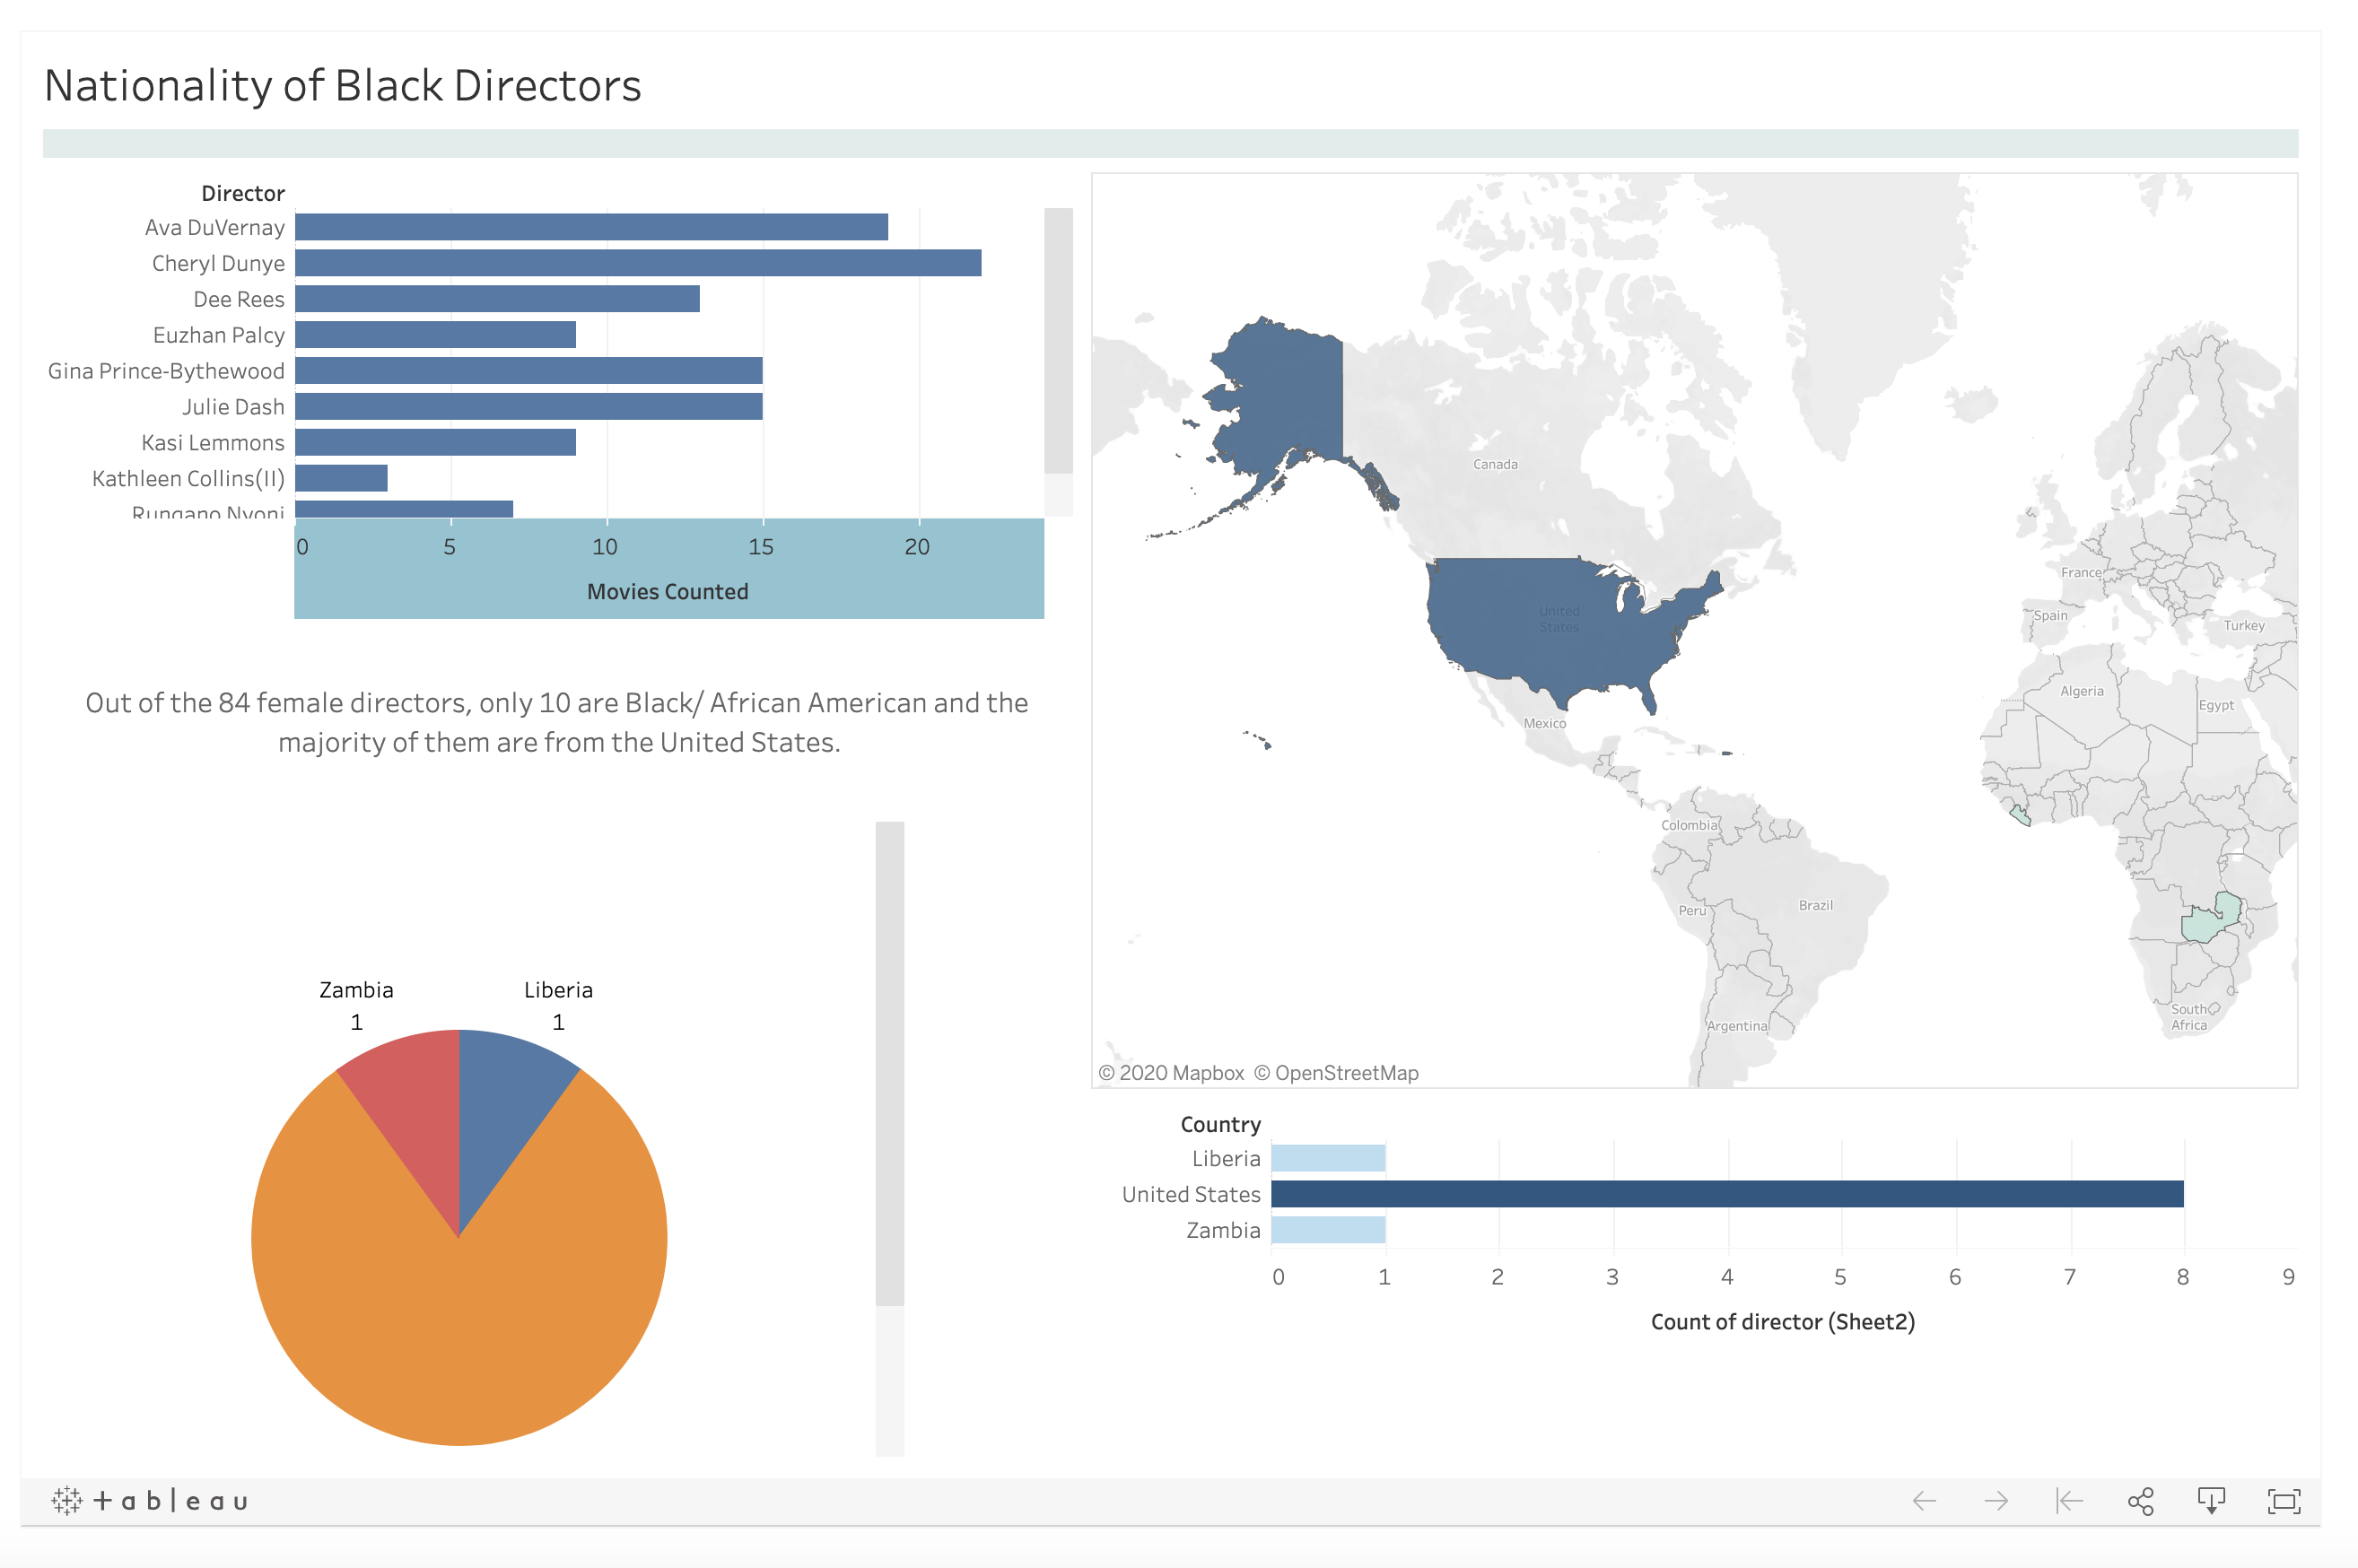 Nationality of Black Directors
Director
Ava DuVernay
Cheryl Dunye
Dee Rees
Euzhan Palcy
Gina Prince-Bythewood
Julie Dash
Kasi Lemmons
Kathleen Collins(II)
Rungano Nyoni
0 5 10 15 20
Movies Counted
Out of the 84 female directors, only 10 are Black/ African American and the
majority of them are from the United States.
Zambia
1
Liberia
1
Canada
United
States
Mexico
Colombia
Peru
Brazil
Argentina
France
Spain
Turkey
Algeria
Egypt
South
Africa
© 2020 Mapbox © OpenStreetMap
Country
Liberia
United States
Zambia
0 1 2 3 4 5 6 7 8 9
Count of director (Sheet2)
+ableau